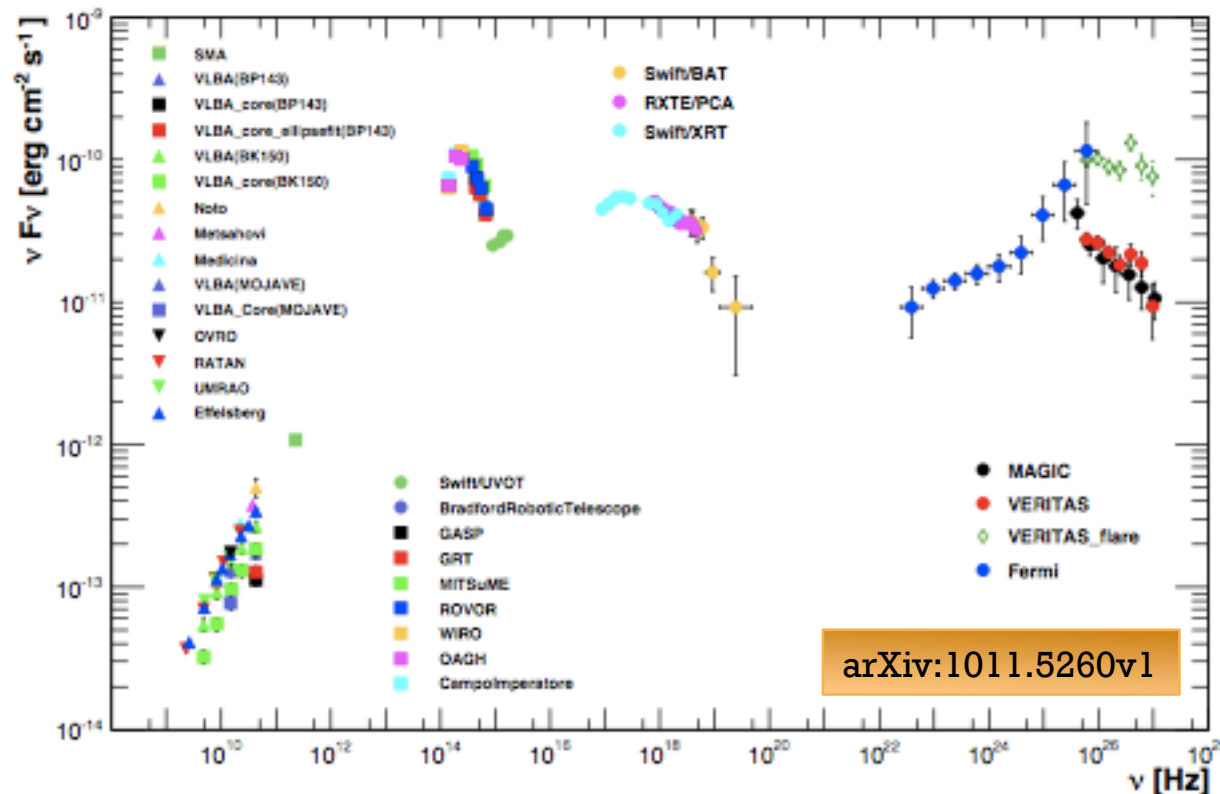 ν Fν [erg cm-2 s-1]
10-9
10-10
10-11
10-12
10-13
10-14
SMA
VLBA(BP143)
VLBA_core(BP143)
VLBA_core_ellipsefit(BP143)
VLBA(BK150)
VLBA_core(BK150)
Noto
Metsahovi
Medicina
VLBA(MOJAVE)
VLBA_Core(MOJAVE)
OVRO
RATAN
UMRAO
Effelsberg
Swift/BAT
RXTE/PCA
Swift/XRT
Swift/UVOT
BradfordRoboticTelescope
GASP
GRT
MITSuME
ROVOR
WIRO
OAGH
CampoImperatore
MAGIC
VERITAS
VERITAS_flare
Fermi
arXiv:1011.5260v1
1010 1012 1014 1016 1018 1020 1022 1024 1026
ν [Hz]